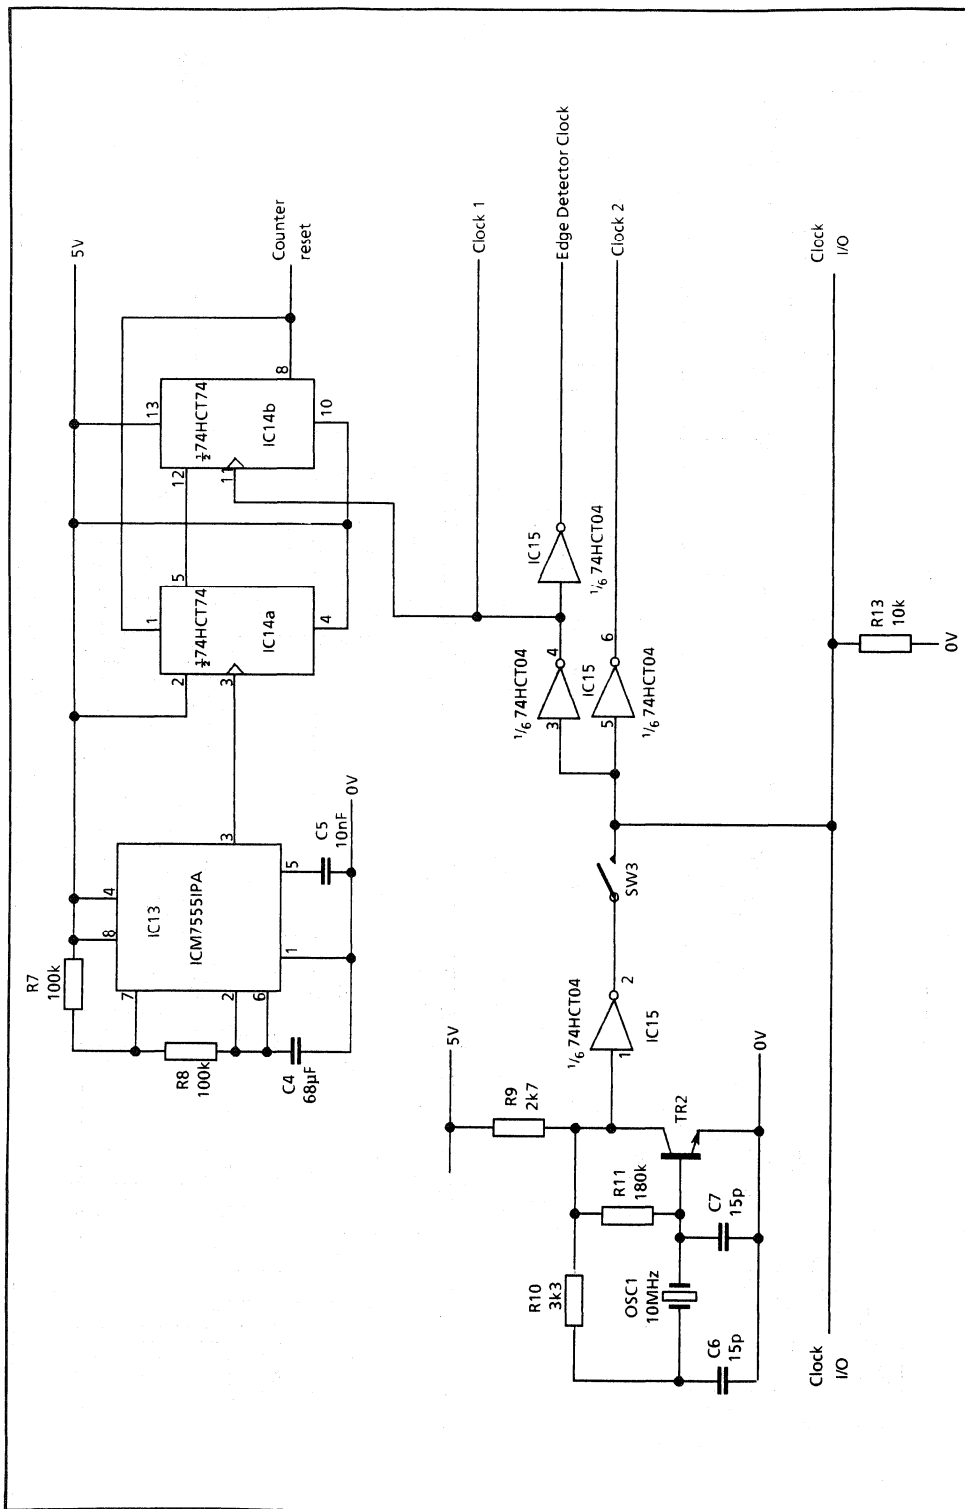 5V
R7
100k
R8
100k
C4
68µF
7
2
6
8
4
IC13
ICM7555IPA
3
1
5
C5
10nF
0V
2
3
1
½74HCT74
IC14a
5
4
12
11
13
½74HCT74
IC14b
8
10
Counter
reset
Clock 1
Edge Detector Clock
Clock 2
5V
R9
2k7
R10
3k3
R11
180k
OSC1
10MHz
C6
15p
C7
15p
TR2
0V
1/6 74HCT04
1
2
IC15
SW3
1/6 74HCT04
3
4
IC15
1/6 74HCT04
5
6
IC15
1/6 74HCT04
R13
10k
0V
Clock
I/O
Clock
I/O